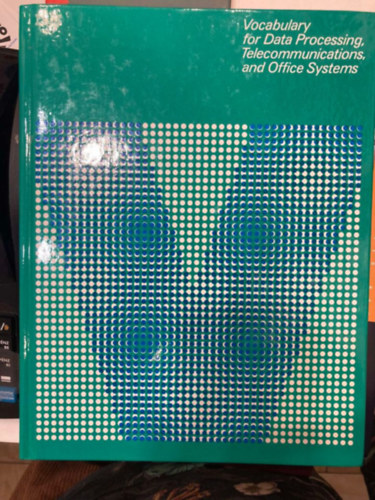 Vocabulary
for Data Processing,
Telecommunications,
and Office Systems